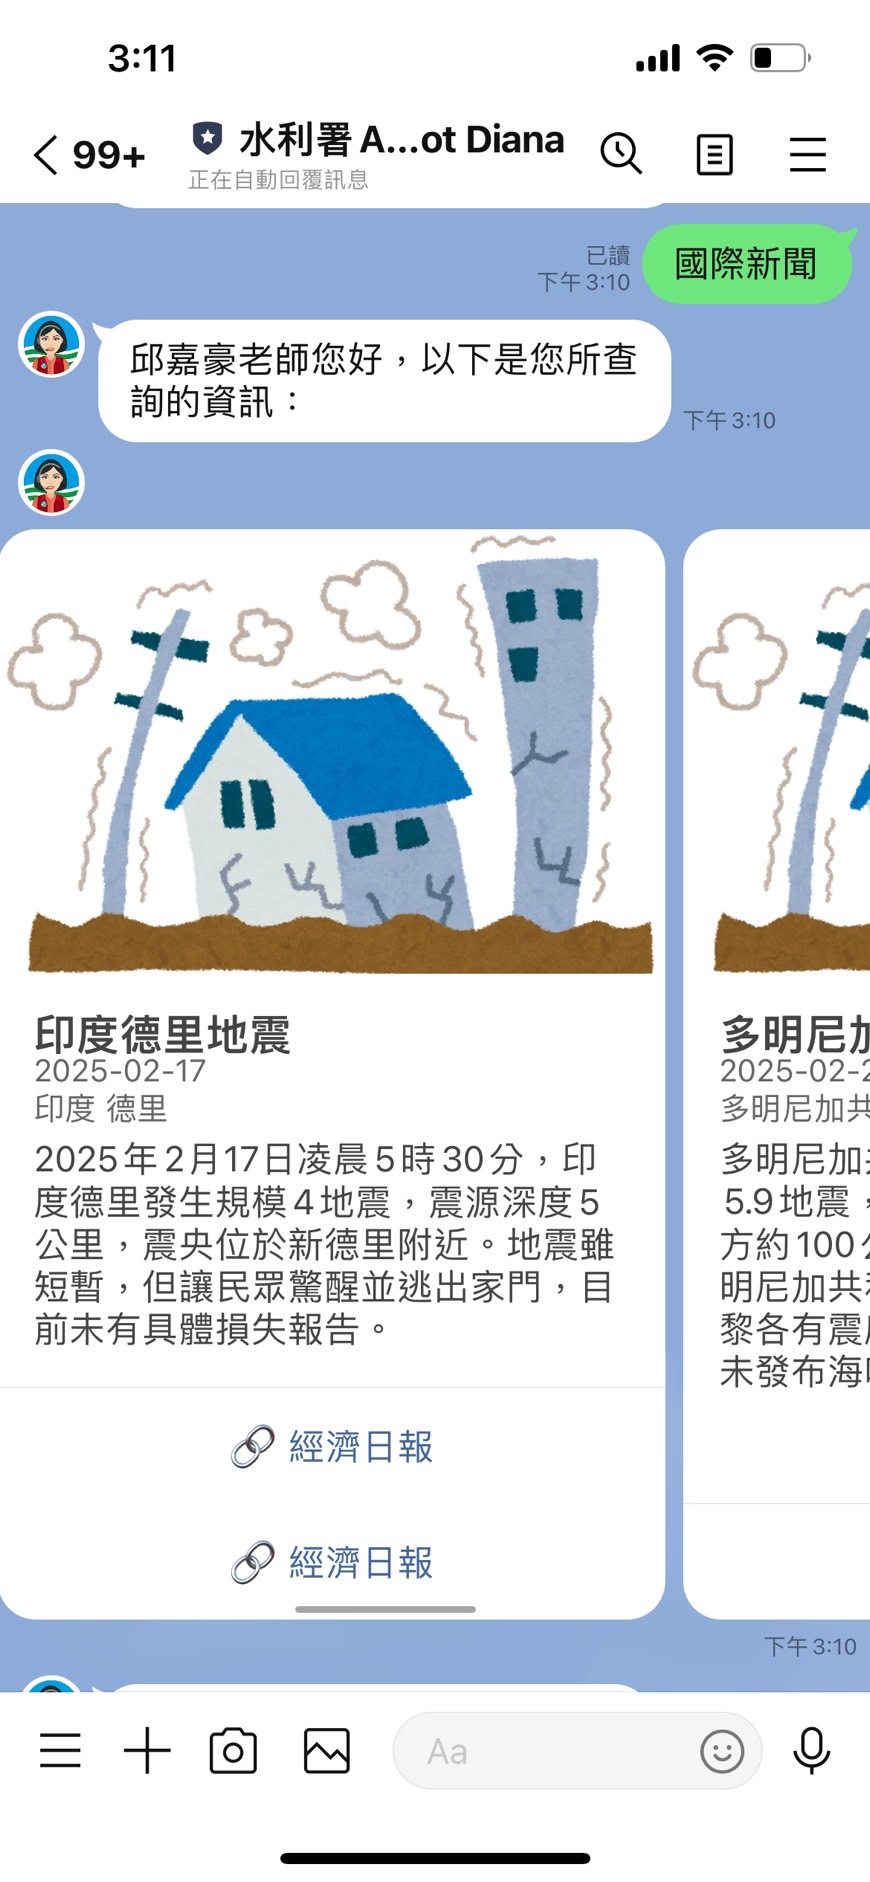 3:11
99+
水利署 A...ot Diana
正在自動回覆訊息
已讀
下午 3:10
國際新聞
邱嘉豪老師您好，以下是您所查
詢的資訊：
下午 3:10
印度德里地震
2025-02-17
印度 德里
2025年2月17日凌晨5時30分，印
度德里發生規模4地震，震源深度5
公里，震央位於新德里附近。地震雖
短暫，但讓民眾驚醒並逃出家門，目
前未有具體損失報告。
經濟日報
經濟日報
多明尼加
2025-02-2
多明尼加共
多明尼加
5.9地震，
方約100公
明尼加共
黎各有震
未發布海
下午 3:10
Aa